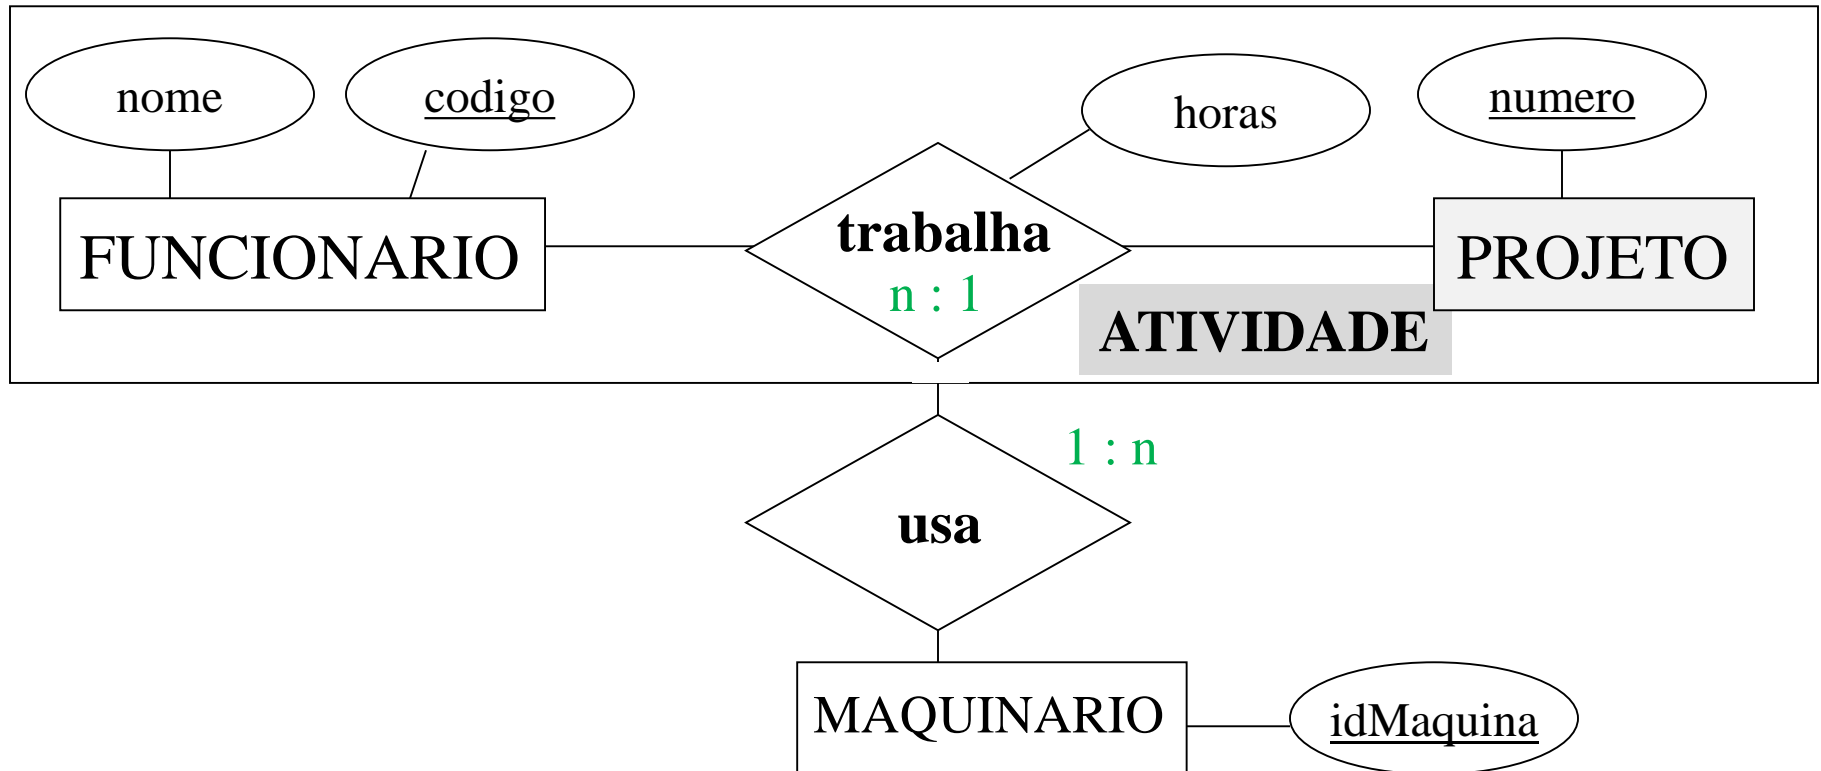 nome
codigo
horas
numero
FUNCIONARIO
trabalha
n : 1
PROJETO
ATIVIDADE
1 : n
usa
MAQUINARIO
idMaquina